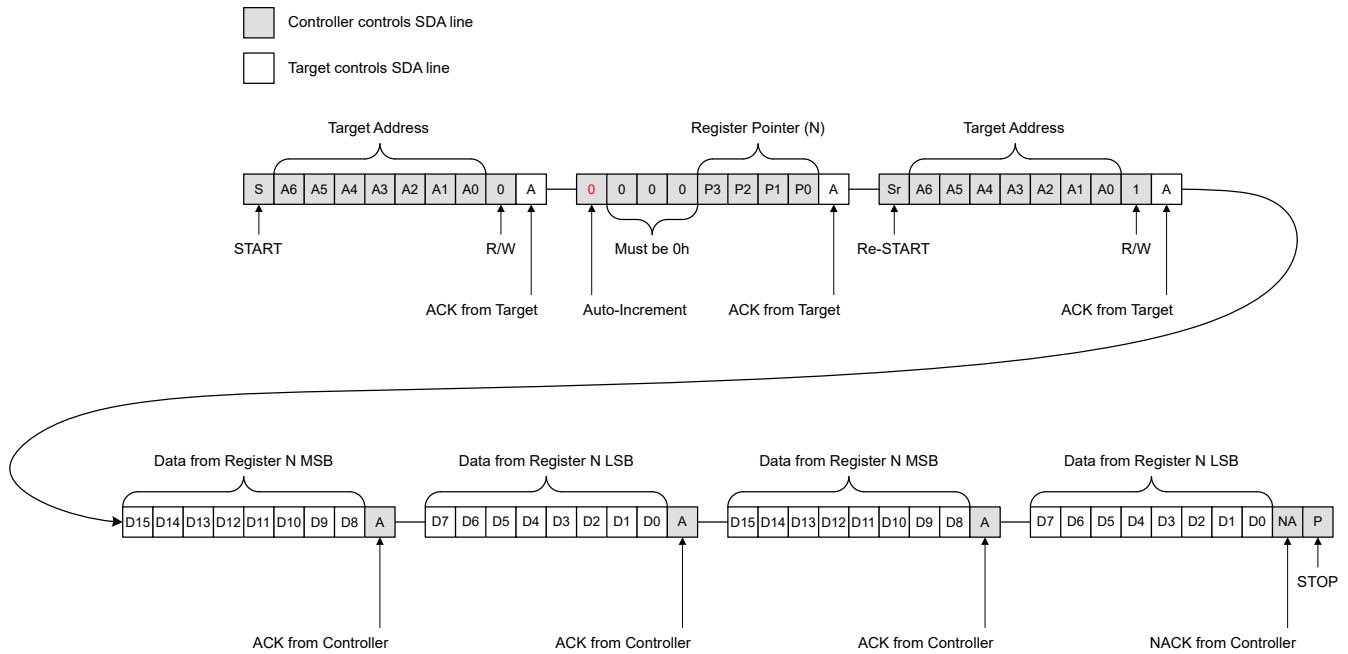 Controller controls SDA line
Target controls SDA line
Target Address
Register Pointer (N)
Target Address
S A6 A5 A4 A3 A2 A1 A0 0 A 0 0 0 0 P3 P2 P1 P0 A Sr A6 A5 A4 A3 A2 A1 A0 1 A
START R/W Must be 0h Re-START R/W
ACK from Target Auto-Increment ACK from Target ACK from Target
Data from Register N MSB Data from Register N LSB Data from Register N MSB Data from Register N LSB
D15 D14 D13 D12 D11 D10 D9 D8 A D7 D6 D5 D4 D3 D2 D1 D0 A D15 D14 D13 D12 D11 D10 D9 D8 A D7 D6 D5 D4 D3 D2 D1 D0 NA P
STOP
ACK from Controller ACK from Controller ACK from Controller NACK from Controller